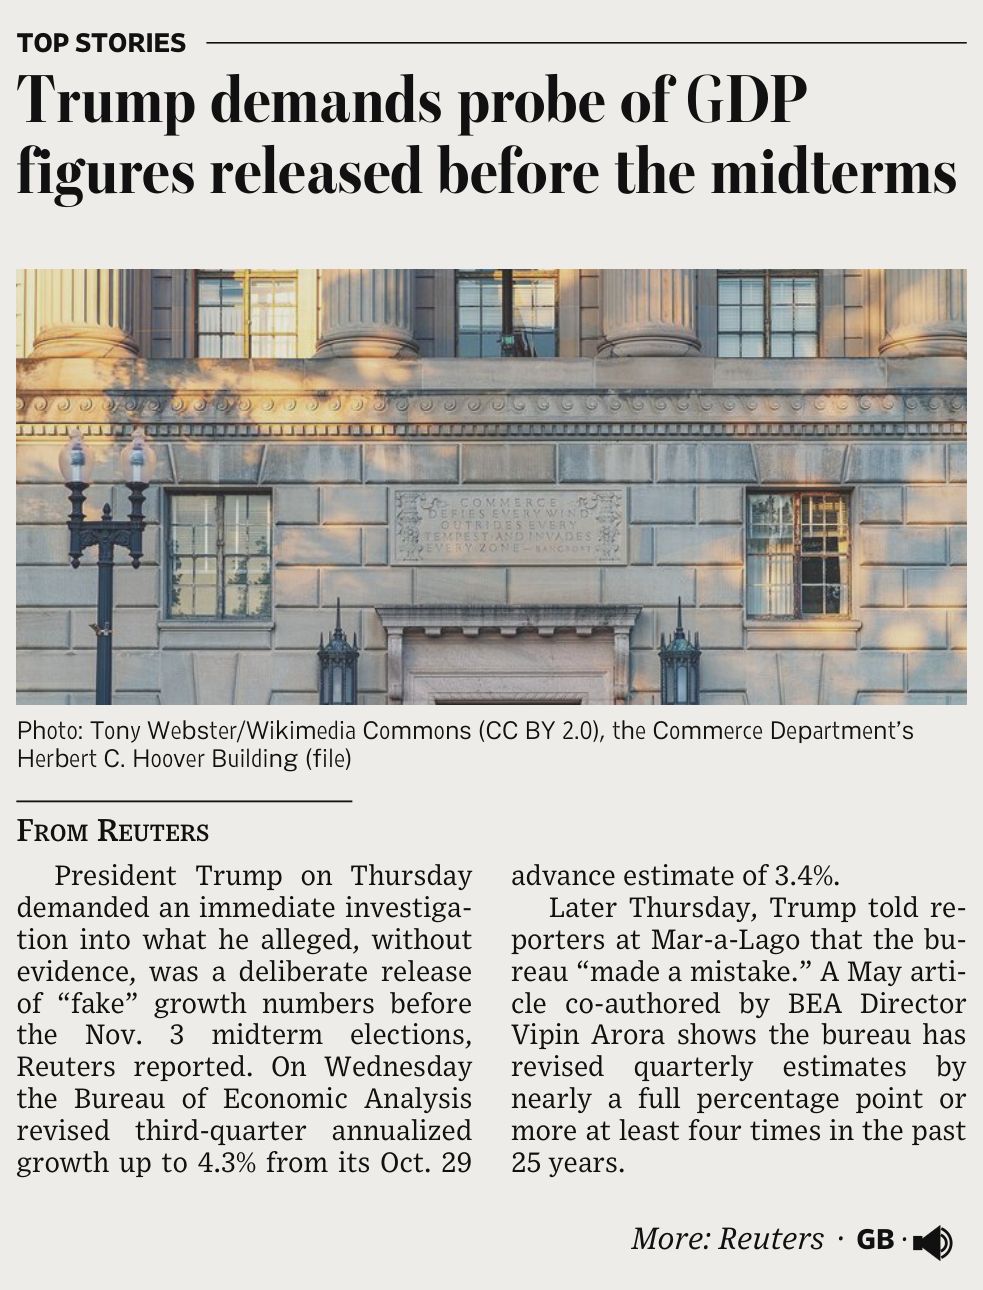 TOP STORIES
Trump demands probe of GDP
figures released before the midterms
COMMERCE
DEFIES EVERY WIND
OUTRIDES EVERY
TEMPEST AND INVADES
EVERY ZONE — BANCROFT
Photo: Tony Webster/Wikimedia Commons (CC BY 2.0), the Commerce Department’s
Herbert C. Hoover Building (file)
FROM REUTERS
President Trump on Thursday
demanded an immediate investiga-
tion into what he alleged, without
evidence, was a deliberate release
of “fake” growth numbers before
the Nov. 3 midterm elections,
Reuters reported. On Wednesday
the Bureau of Economic Analysis
revised third-quarter annualized
growth up to 4.3% from its Oct. 29
advance estimate of 3.4%.
Later Thursday, Trump told re-
porters at Mar-a-Lago that the bu-
reau “made a mistake.” A May arti-
cle co-authored by BEA Director
Vipin Arora shows the bureau has
revised quarterly estimates by
nearly a full percentage point or
more at least four times in the past
25 years.
More: Reuters · GB ·